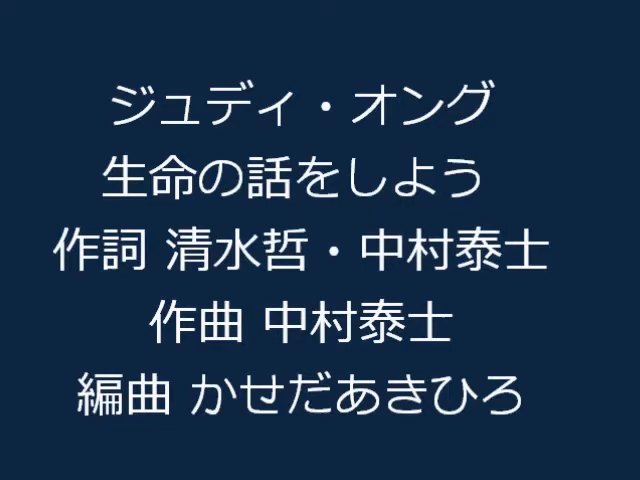 ジュディ・オング
生命の話をしよう
作詞 清水哲・中村泰士
作曲 中村泰士
編曲 かせだあきひろ